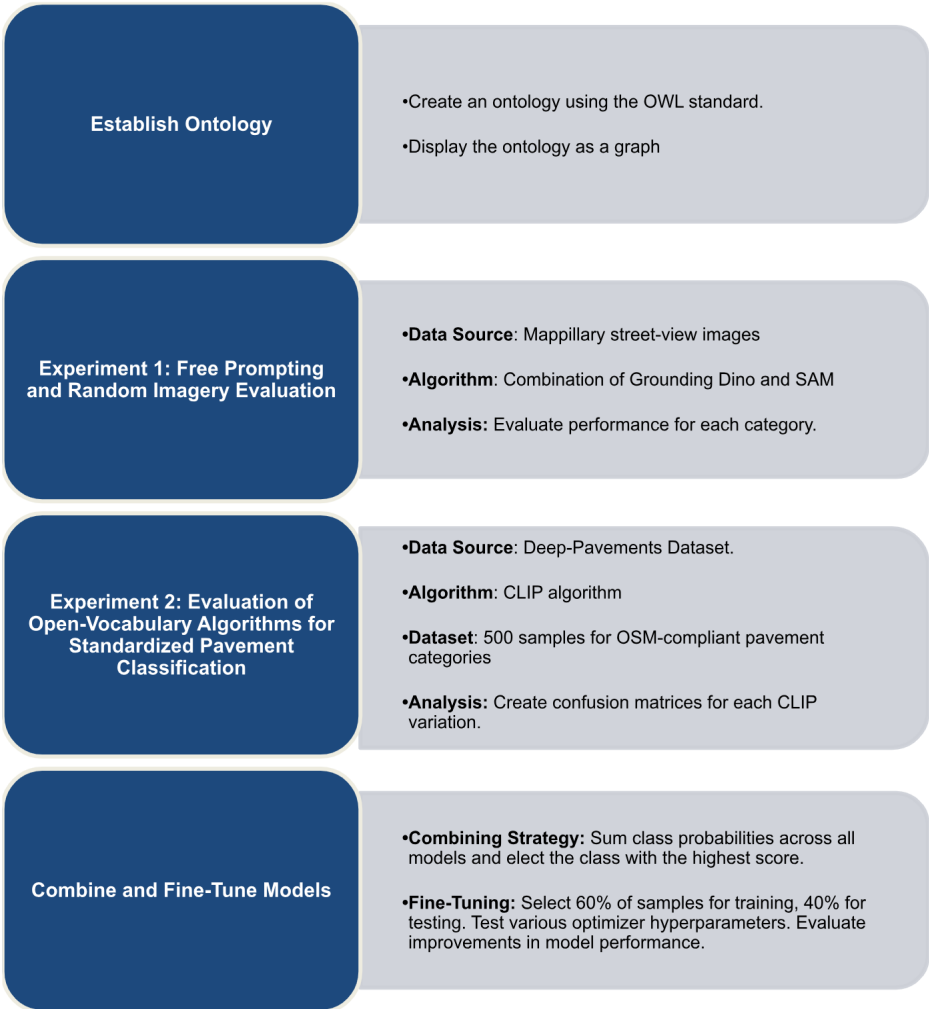 Establish Ontology
•Create an ontology using the OWL standard.
•Display the ontology as a graph
Experiment 1: Free Prompting
and Random Imagery Evaluation
•Data Source: Mappillary street-view images
•Algorithm: Combination of Grounding Dino and SAM
•Analysis: Evaluate performance for each category.
Experiment 2: Evaluation of
Open-Vocabulary Algorithms for
Standardized Pavement
Classification
•Data Source: Deep-Pavements Dataset.
•Algorithm: CLIP algorithm
•Dataset: 500 samples for OSM-compliant pavement
categories
•Analysis: Create confusion matrices for each CLIP
variation.
Combine and Fine-Tune Models
•Combining Strategy: Sum class probabilities across all
models and elect the class with the highest score.
•Fine-Tuning: Select 60% of samples for training, 40% for
testing. Test various optimizer hyperparameters. Evaluate
improvements in model performance.